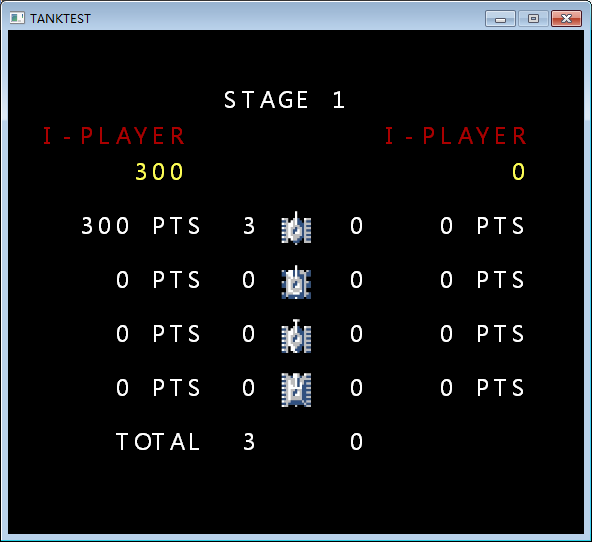 TANKTEST
STAGE 1
I-PLAYER I-PLAYER
300 0
300 PTS 3 0 0 PTS
0 PTS 0 0 0 PTS
0 PTS 0 0 0 PTS
0 PTS 0 0 0 PTS
TOTAL 3 0